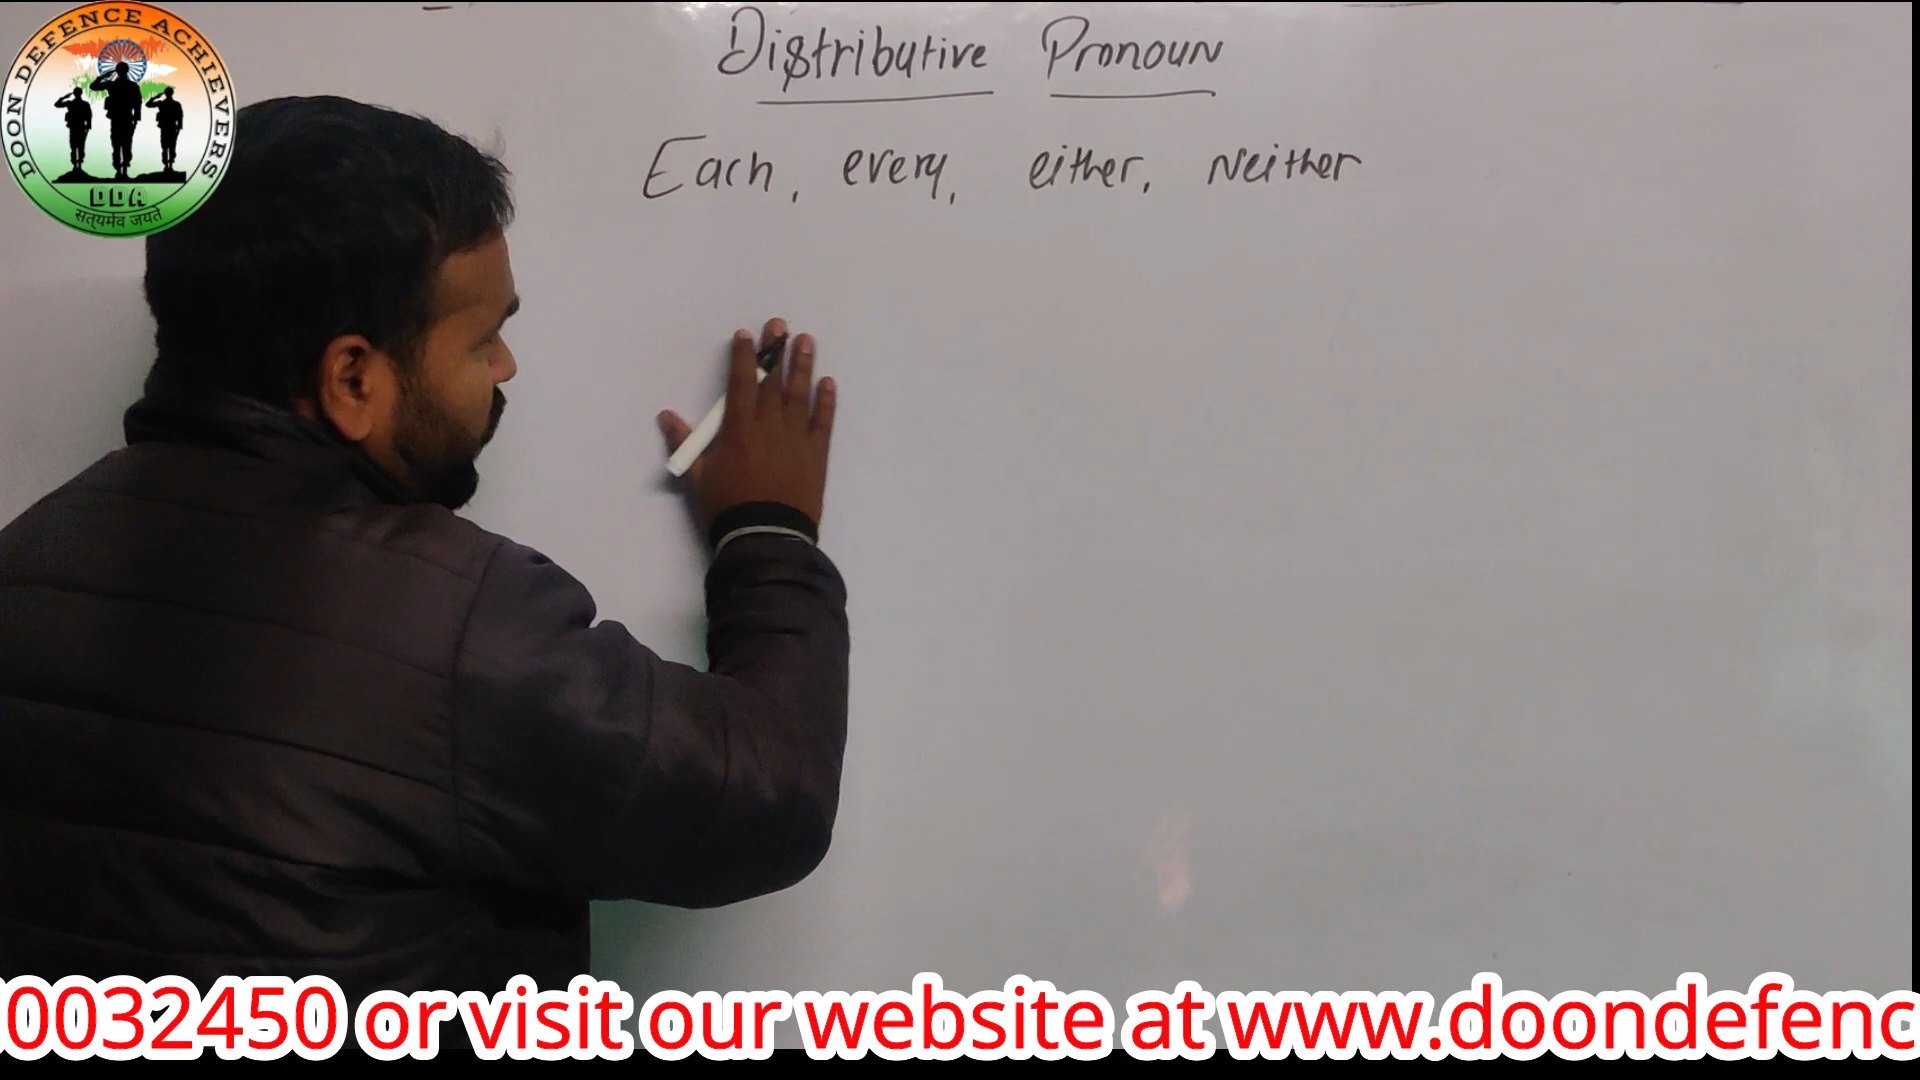 DOON DEFENCE ACHIEVERS
DDA
सत्यमेव जयते
Distributive Pronoun
Each, every, either, Neither
0032450 or visit our website at www.doondefenc